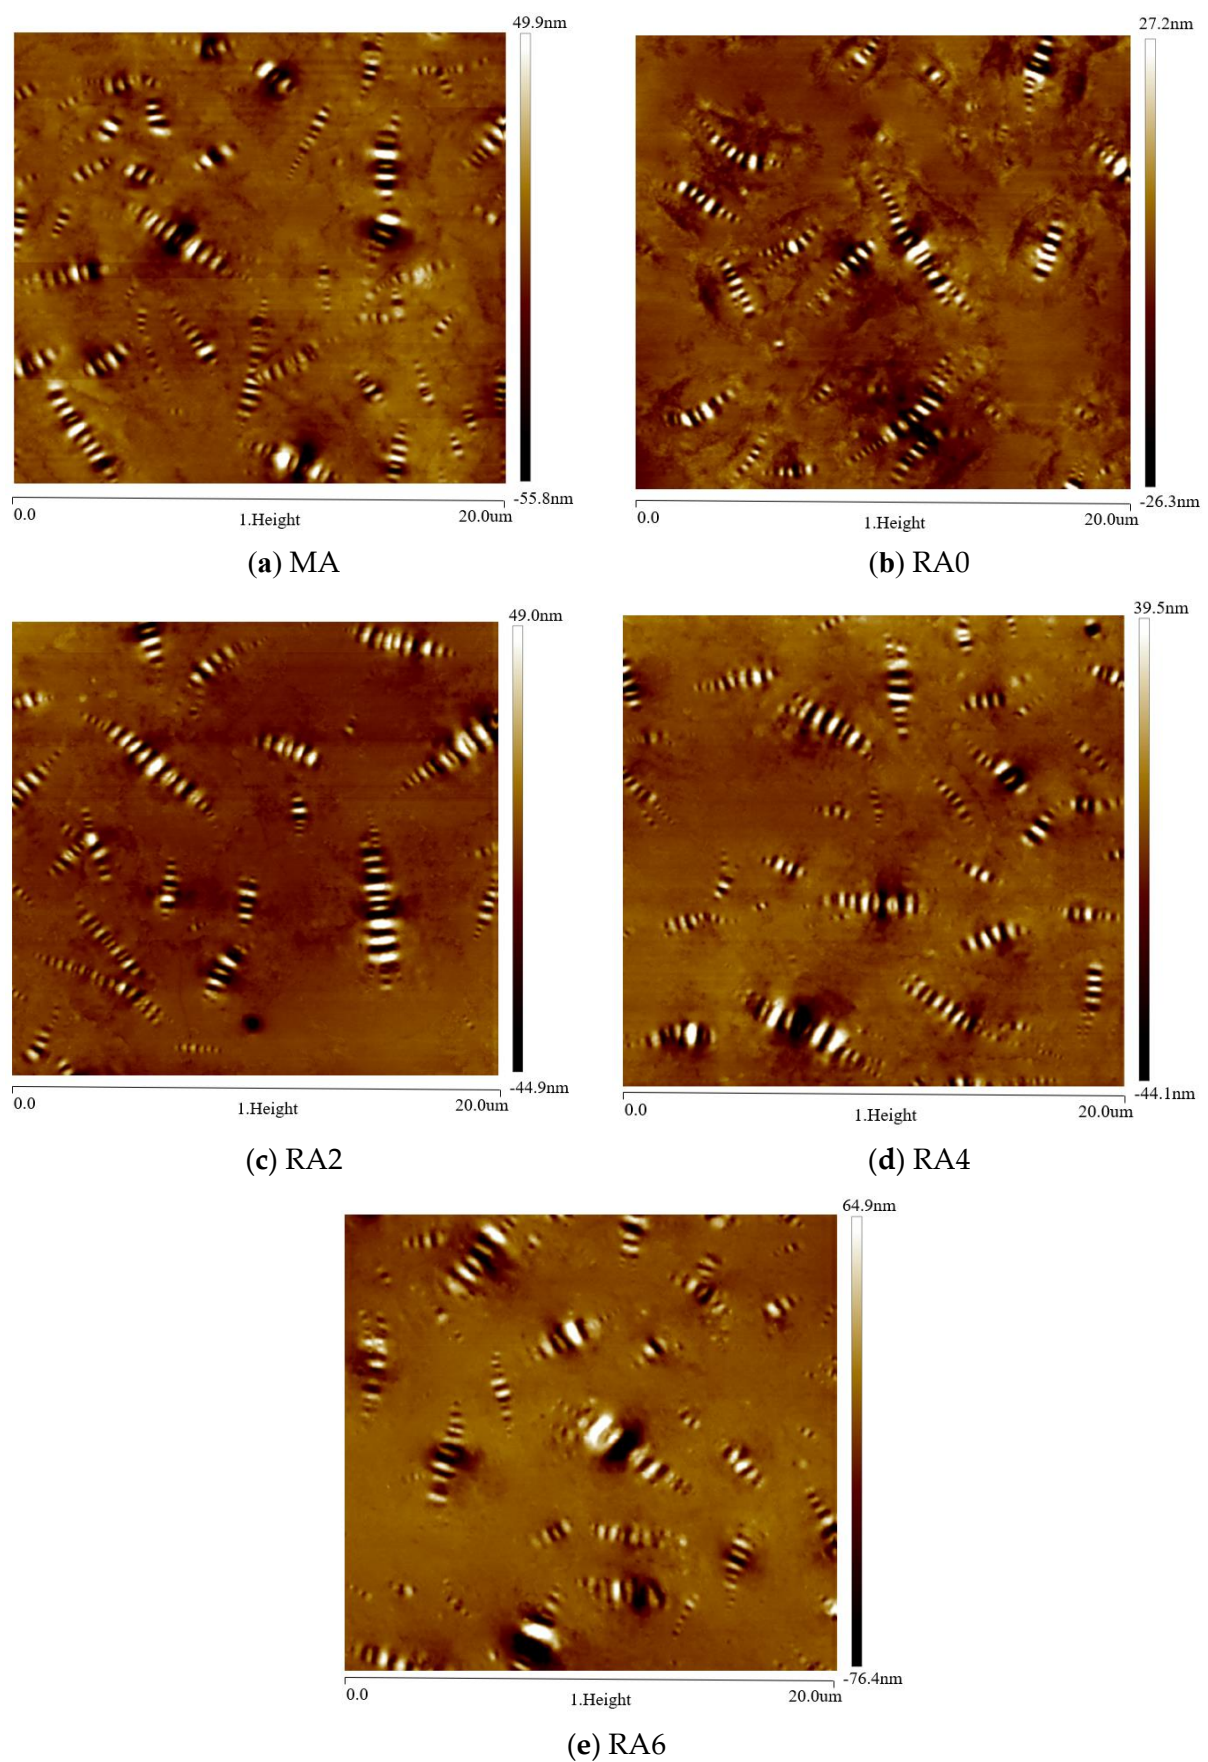 49.9nm
-55.8nm
0.0
1.Height
20.0um
(a) MA
27.2nm
-26.3nm
0.0
1.Height
20.0um
(b) RA0
49.0nm
-44.9nm
0.0
1.Height
20.0um
(c) RA2
39.5nm
-44.1nm
0.0
1.Height
20.0um
(d) RA4
64.9nm
-76.4nm
0.0
1.Height
20.0um
(e) RA6